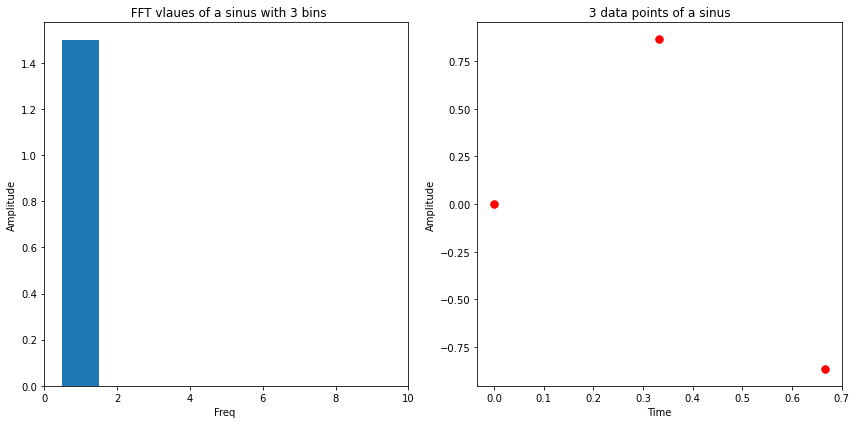 FFT vlaues of a sinus with 3 bins
1.4
1.2
1.0
0.8
0.6
0.4
0.2
0.0
Amplitude
0 2 4 6 8 10
Freq
3 data points of a sinus
0.75
0.50
0.25
0.00
−0.25
−0.50
−0.75
Amplitude
0.0 0.1 0.2 0.3 0.4 0.5 0.6 0.7
Time